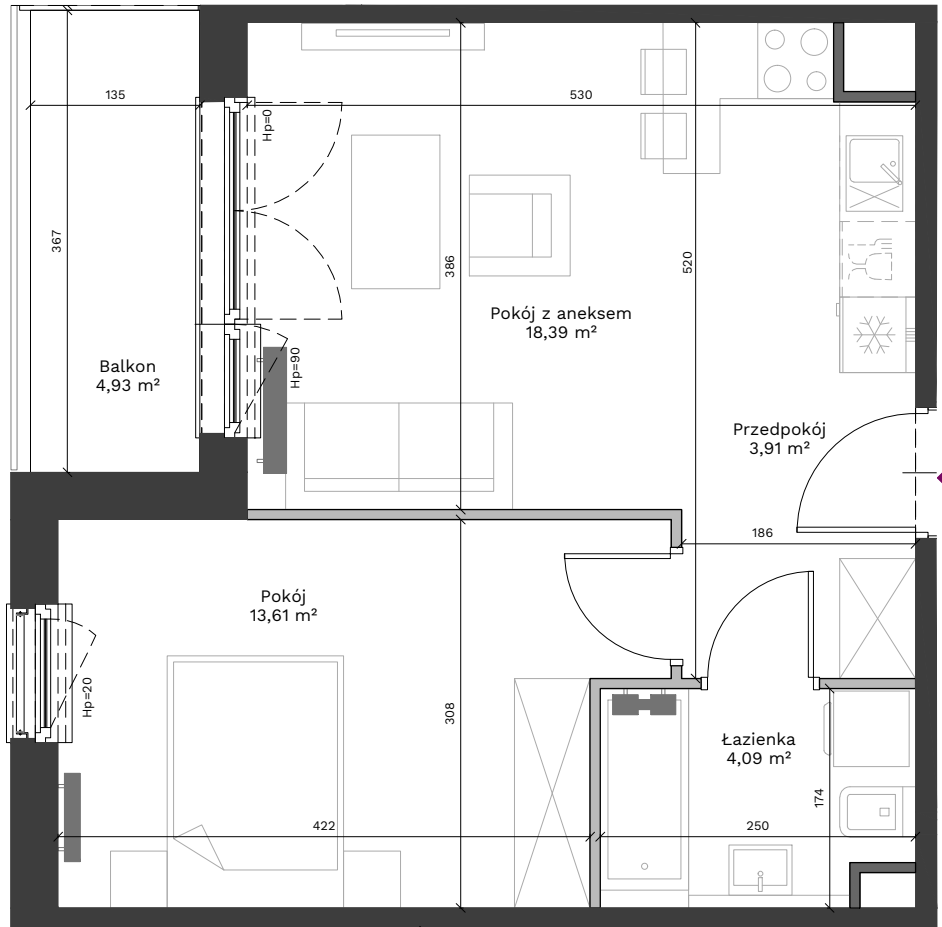 135
530
Hp=0
367
386
520
Pokój z aneksem
18,39 m²
Balkon
4,93 m²
Hp=90
Przedpokój
3,91 m²
186
Pokój
13,61 m²
Hp=20
308
Łazienka
4,09 m²
174
422
250